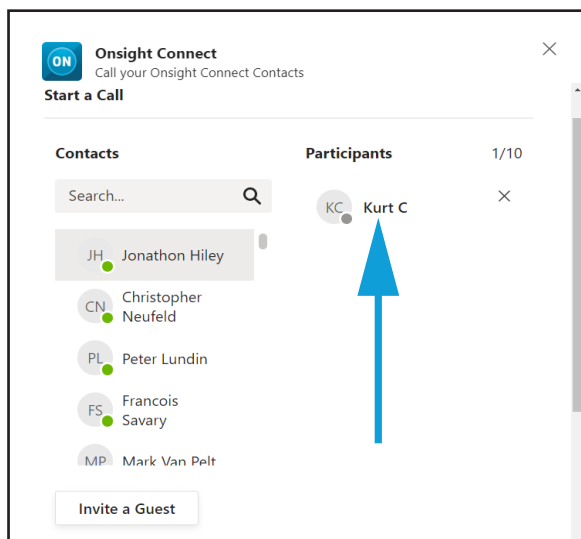 ON
Onsight Connect
Call your Onsight Connect Contacts
Start a Call
Contacts
Search...
JH Jonathon Hiley
CN Christopher
Neufeld
PL Peter Lundin
FS Francois
Savary
MP Mark Van Pelt
Invite a Guest
Participants 1/10
KC Kurt C